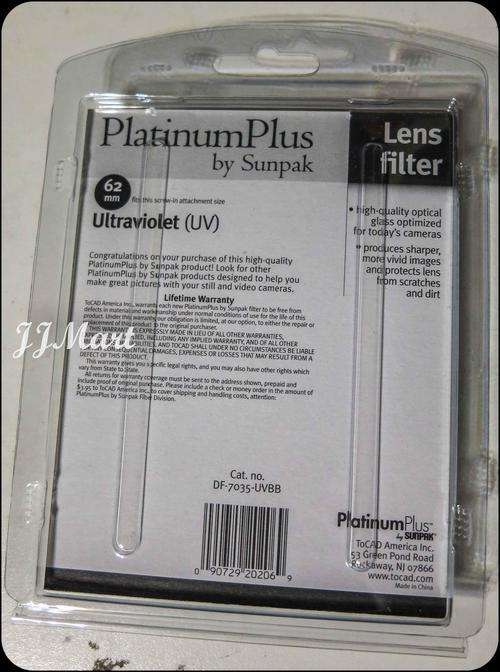 PlatinumPlus
by Sunpak
Lens
filter
62
mm
fits this screw-in attachment size
Ultraviolet (UV)
• high-quality optical
glass optimized
for today's cameras
• produces sharper,
more vivid images
and protects lens
from scratches
and dirt
Congratulations on your purchase of this high-quality
PlatinumPlus by Sunpak product! Look for other
PlatinumPlus by Sunpak products designed to help you
make great pictures with your still and video cameras.
Lifetime Warranty
ToCAD America Inc. warranty each new PlatinumPlus by Sunpak filter to be free from
defects in material and workmanship under normal conditions of use for the life of this
product. Under this warranty our obligation is limited, at our option, to either the repair or
replacement of this product to the original purchaser.
THIS WARRANTY IS EXPRESSLY MADE IN LIEU OF ALL OTHER WARRANTIES,
INCLUDING ANY IMPLIED WARRANTY, AND OF ALL OTHER
AND TOCAD SHALL UNDER NO CIRCUMSTANCES BE LIABLE
CONSEQUENTIAL DAMAGES, EXPENSES OR LOSSES THAT MAY RESULT FROM A
DEFECT OF THIS PRODUCT.
This warranty gives you specific legal rights, and you may also have other rights which
vary from State to State.
All returns for warranty coverage must be sent to the address shown, prepaid and
include proof of original purchase. Please include a check or money order in the amount of
$3.95 to ToCAD America Inc. to cover shipping and handling costs, attention:
PlatinumPlus by Sunpak Filter Division.
JJMart
Cat. no.
DF-7035-UVBB
0 90729 20206 9
PlatinumPlus™
by SUNPAK
ToCAD America Inc.
53 Green Pond Road
Rockaway, NJ 07866
www.tocad.com
Made in China